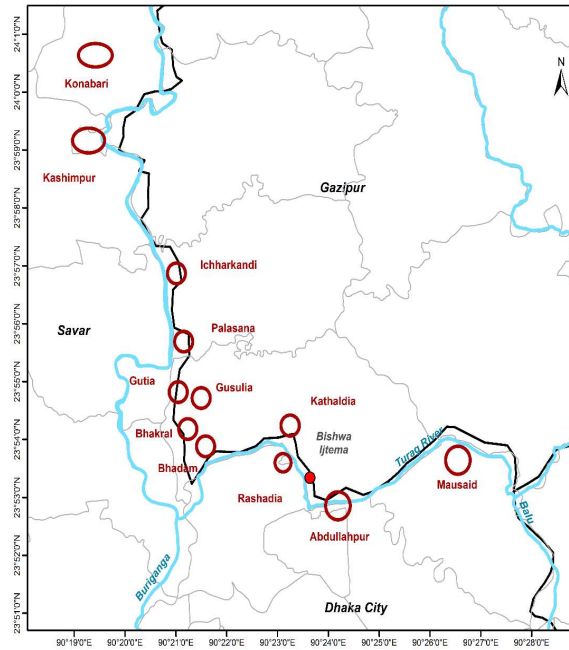 24°1'0"N
24°0'0"N
23°59'0"N
23°58'0"N
23°57'0"N
23°56'0"N
23°55'0"N
23°54'0"N
23°53'0"N
23°52'0"N
23°51'0"N
N
Konabari
Kashimpur
Gazipur
Ichharkandi
Savar
Palasana
Gutia
Gusulia
Kathaldia
Bhakral
Bishwa
Ijtema
Bhadam
Turag River
Rashadia
Mausaid
Abdullahpur
Balu
Buriganga
Dhaka City
90°19'0"E
90°20'0"E
90°21'0"E
90°22'0"E
90°23'0"E
90°24'0"E
90°25'0"E
90°26'0"E
90°27'0"E
90°28'0"E